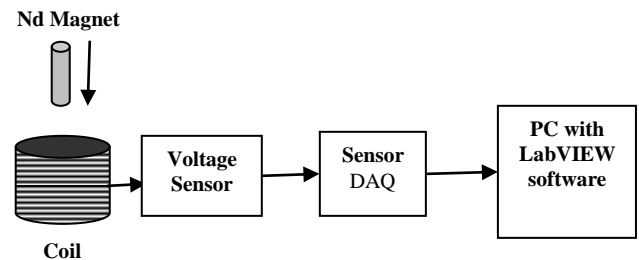 Nd Magnet
Voltage
Sensor
Sensor
DAQ
PC with
LabVIEW
software
Coil